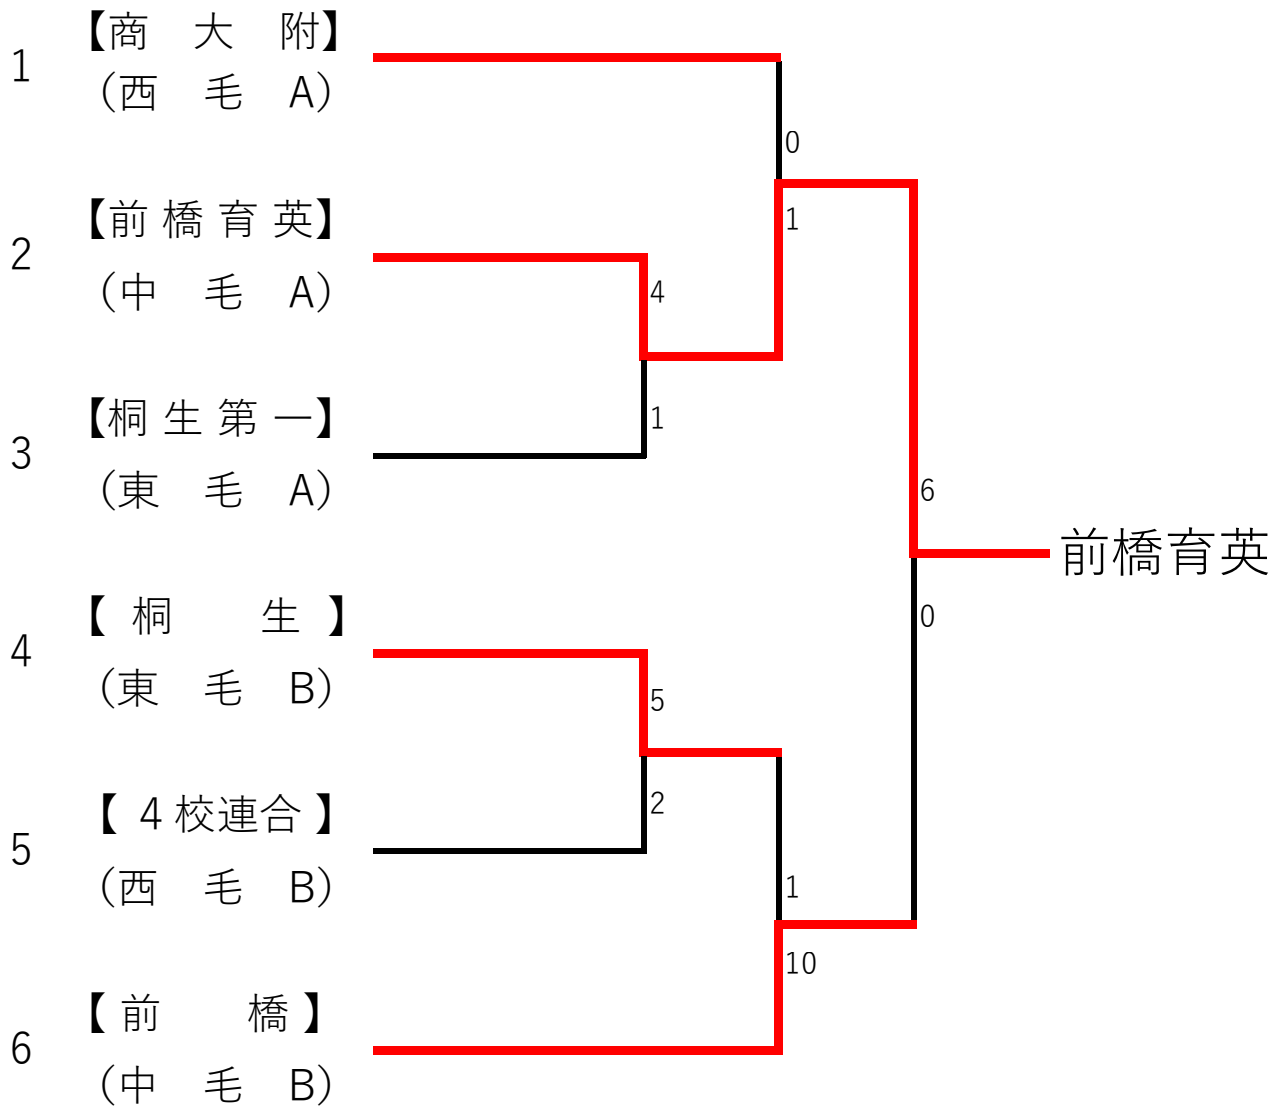 1
【商　大　附】
（西　毛　A）
0
1
2
【前 橋 育 英】
（中　毛　A）
4
1
3
【桐 生 第 一】
（東　毛　A）
6
前橋育英
0
4
【 桐　　生 】
（東　毛　B）
5
2
5
【 4 校連合 】
（西　毛　B）
1
10
6
【 前　　橋 】
（中　毛　B）